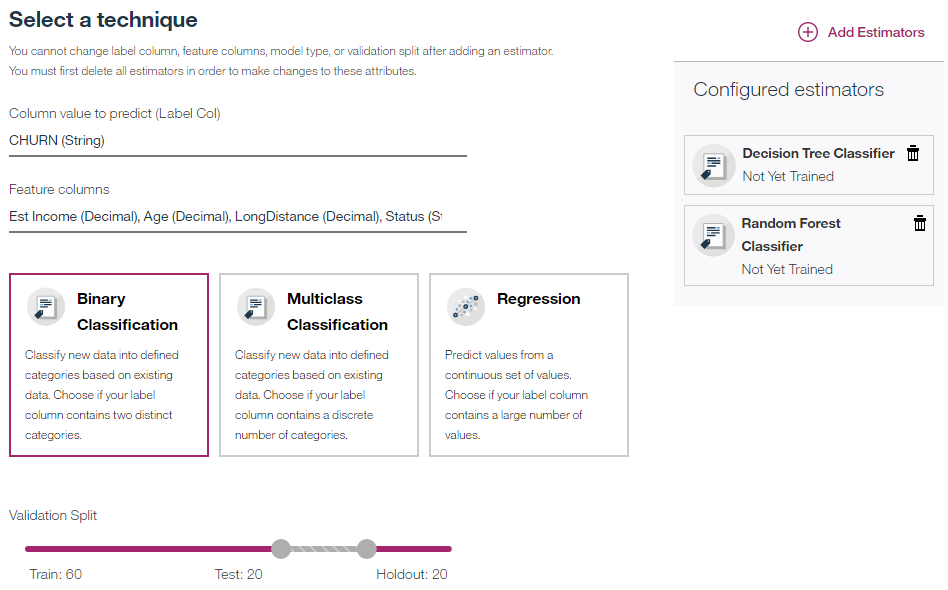 Select a technique
You cannot change label column, feature columns, model type, or validation split after adding an estimator.
You must first delete all estimators in order to make changes to these attributes.
Column value to predict (Label Col)
CHURN (String)
Feature columns
Est Income (Decimal), Age (Decimal), LongDistance (Decimal), Status (St
Binary
Classification
Classify new data into defined
categories based on existing
data. Choose if your label
column contains two distinct
categories.
Multiclass
Classification
Classify new data into defined
categories based on existing
data. Choose if your label
column contains a discrete
number of categories.
Regression
Predict values from a
continuous set of values.
Choose if your label column
contains a large number of
values.
Validation Split
Train: 60
Test: 20
Holdout: 20
Add Estimators
Configured estimators
Decision Tree Classifier
Not Yet Trained
Random Forest
Classifier
Not Yet Trained